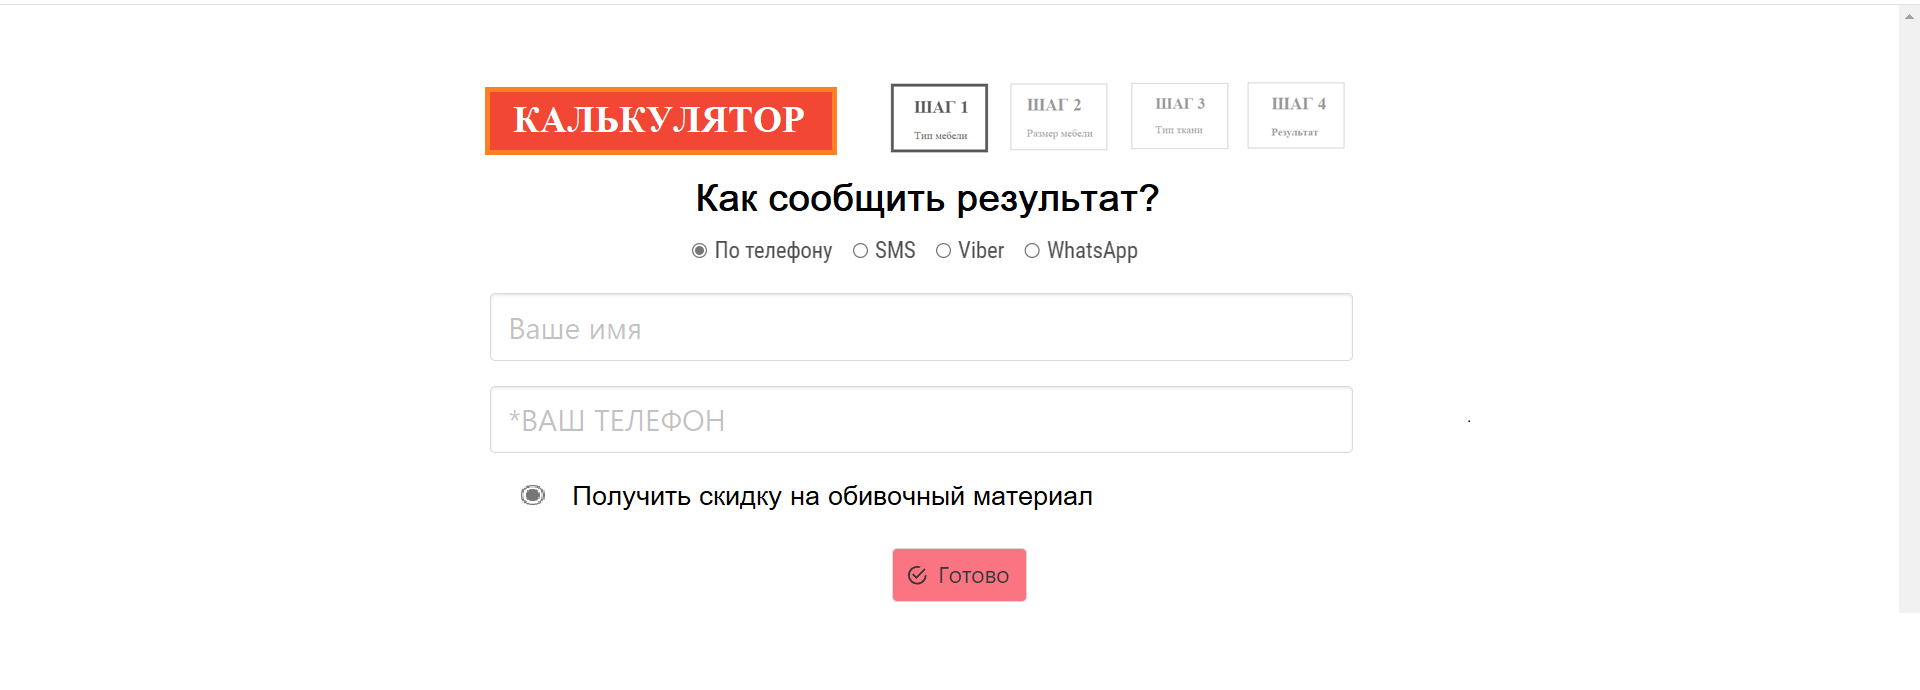 КАЛЬКУЛЯТОР
ШАГ 1
Тип мебели
ШАГ 2
Размер мебели
ШАГ 3
Тип ткани
ШАГ 4
Результат
Как сообщить результат?
По телефону SMS Viber WhatsApp
Ваше имя
*ВАШ ТЕЛЕФОН
Получить скидку на обивочный материал
Готово